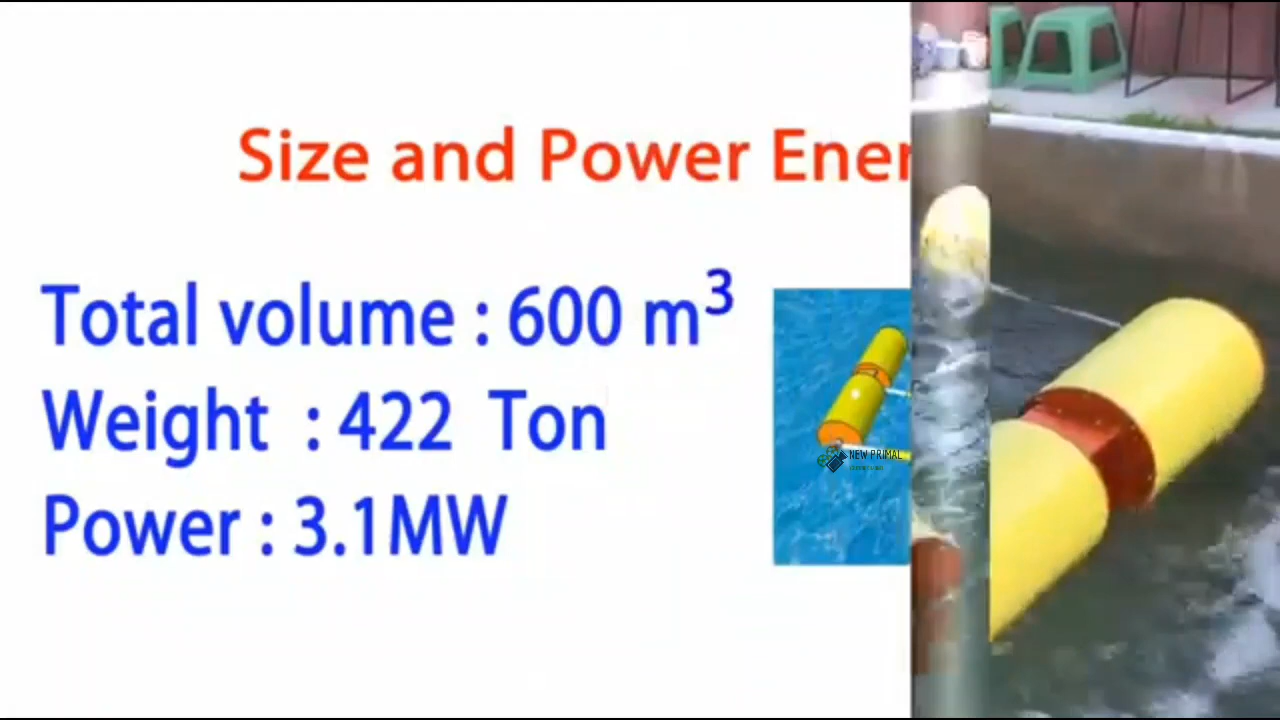 Size and Power Ener
Total volume : 600 m³
Weight : 422 Ton
Power : 3.1MW
NEW PRIMAL